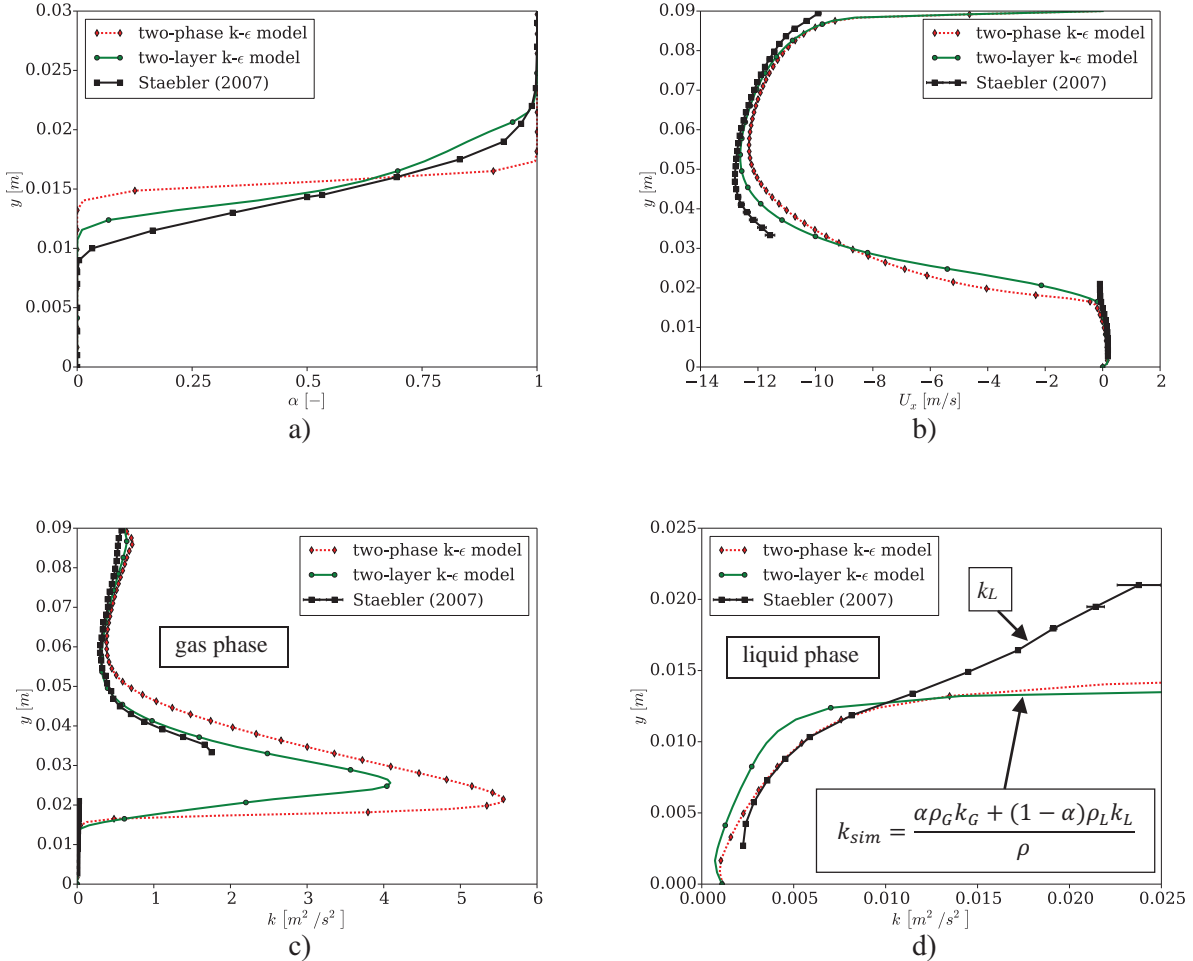 0.03
0.02
0.01
0.005
0
0.015
0.025
y [m]
0
0.25
0.5
0.75
1
α [−]
two-phase k-ϵ model
two-layer k-ϵ model
Staebler (2007)
a)
0.09
0.08
0.07
0.06
0.05
0.04
0.03
0.02
0.01
0
y [m]
−14 −12 −10 −8 −6 −4 −2 0 2
U_x [m/s]
two-phase k-ϵ model
two-layer k-ϵ model
Staebler (2007)
b)
0.09
0.08
0.07
0.06
0.05
0.04
0.03
0.02
0.01
0
y [m]
0 1 2 3 4 5 6
k [m² /s² ]
two-phase k-ϵ model
two-layer k-ϵ model
Staebler (2007)
gas phase
c)
0.025
0.020
0.015
0.010
0.005
0.000
y [m]
0.000 0.005 0.010 0.015 0.020 0.025
k [m² /s² ]
two-phase k-ϵ model
two-layer k-ϵ model
Staebler (2007)
k_L
liquid phase
k_sim = (αρ_G k_G + (1 − α)ρ_L k_L) / ρ
d)